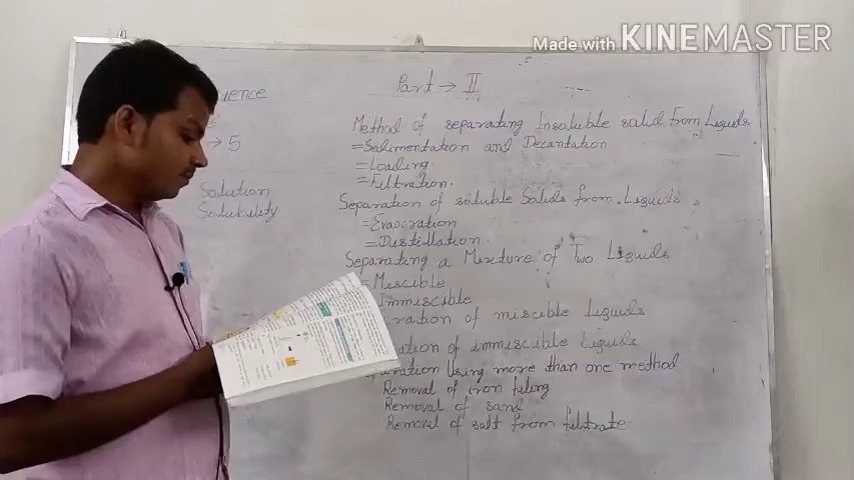 Made with KINEMASTER
Part → II
ence
→ 5
Solution
Solubility
Method of separating Insoluble solid From Liquids
=Sedimentation and Decantation
=Loading
=Filtration.
Separation of soluble Solids from Liquids
=Evaoration
=Distillation
Separating a Mixture of Two Liquids
=Miscible
Immiscible
ration of miscible Liquids
ation of immiscible Liquids
Using more than one method
Removal of iron filing
Removal of sand
Removal of salt from filtrate.